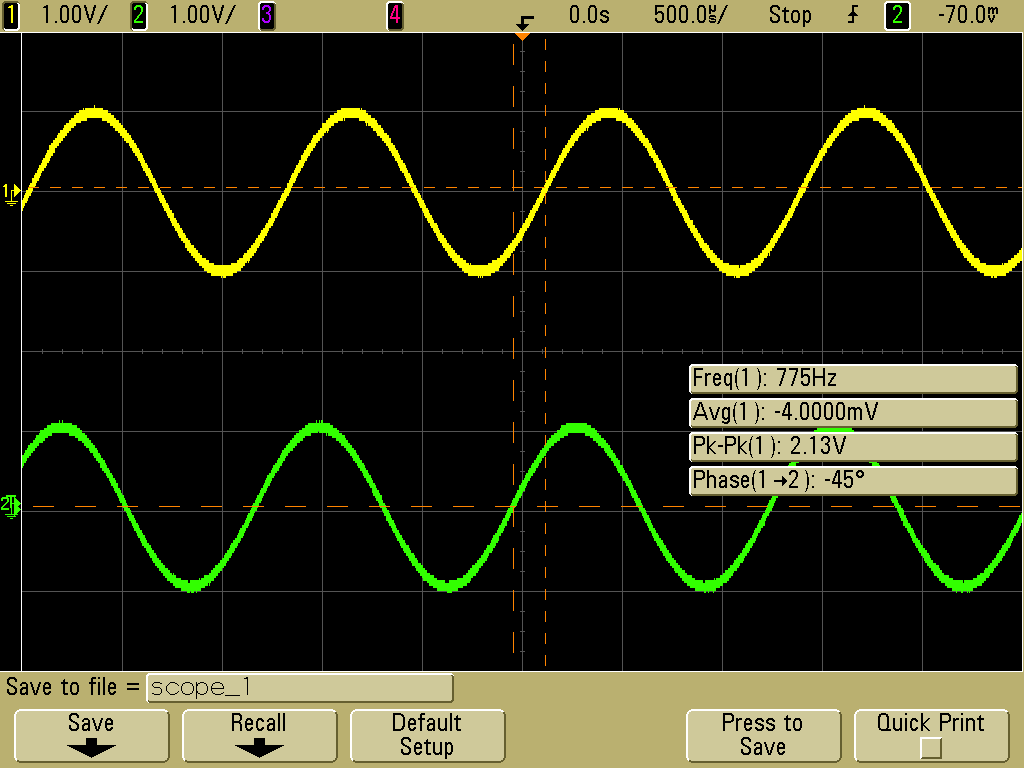 1 1.00V/ 2 1.00V/ 3 4 0.0s 500.0㎲/ Stop 2 -70.0mV
1
Freq(1): 775Hz
Avg(1): -4.0000mV
Pk-Pk(1): 2.13V
Phase(1→2): -45°
2
Save to file = scope_1
Save
Recall
Default
Setup
Press to
Save
Quick Print